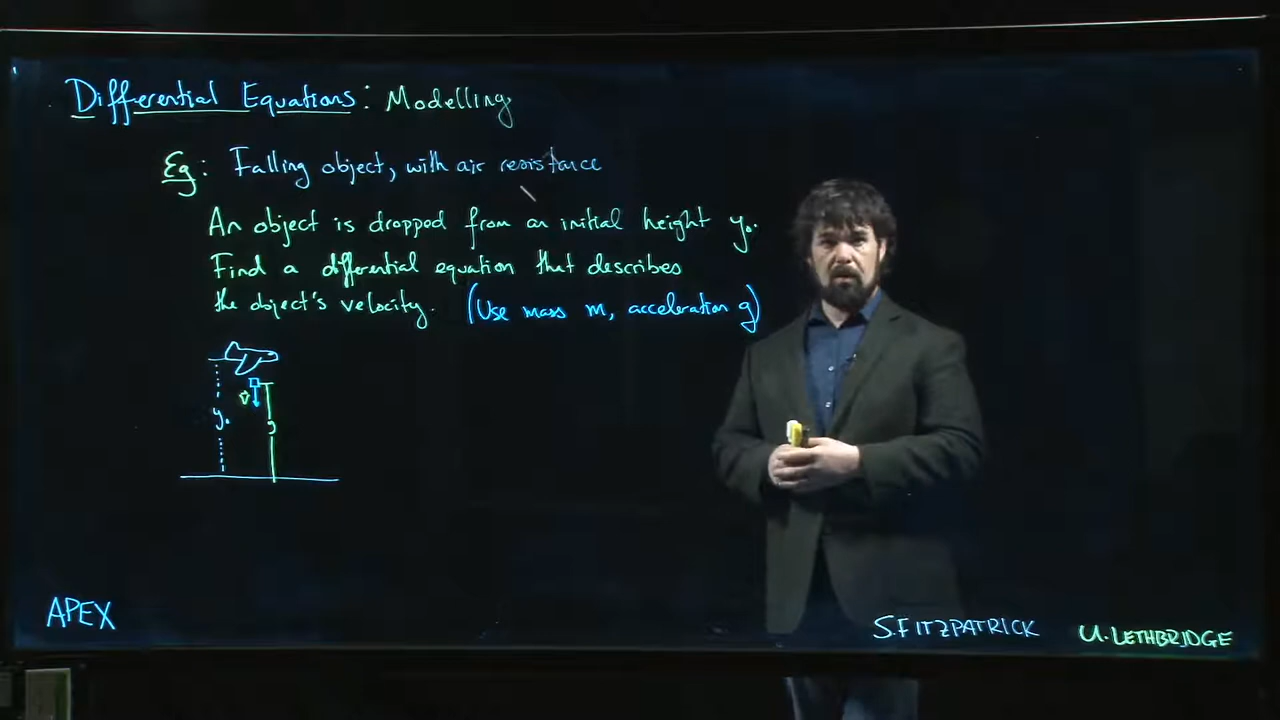 Differential Equations: Modelling
Eg: Falling object, with air resistance
An object is dropped from an initial height y₀.
Find a differential equation that describes
the object's velocity. (Use mass m, acceleration g)
v⃗
y₀
y
APEX
S.FITZPATRICK
U. LETHBRIDGE